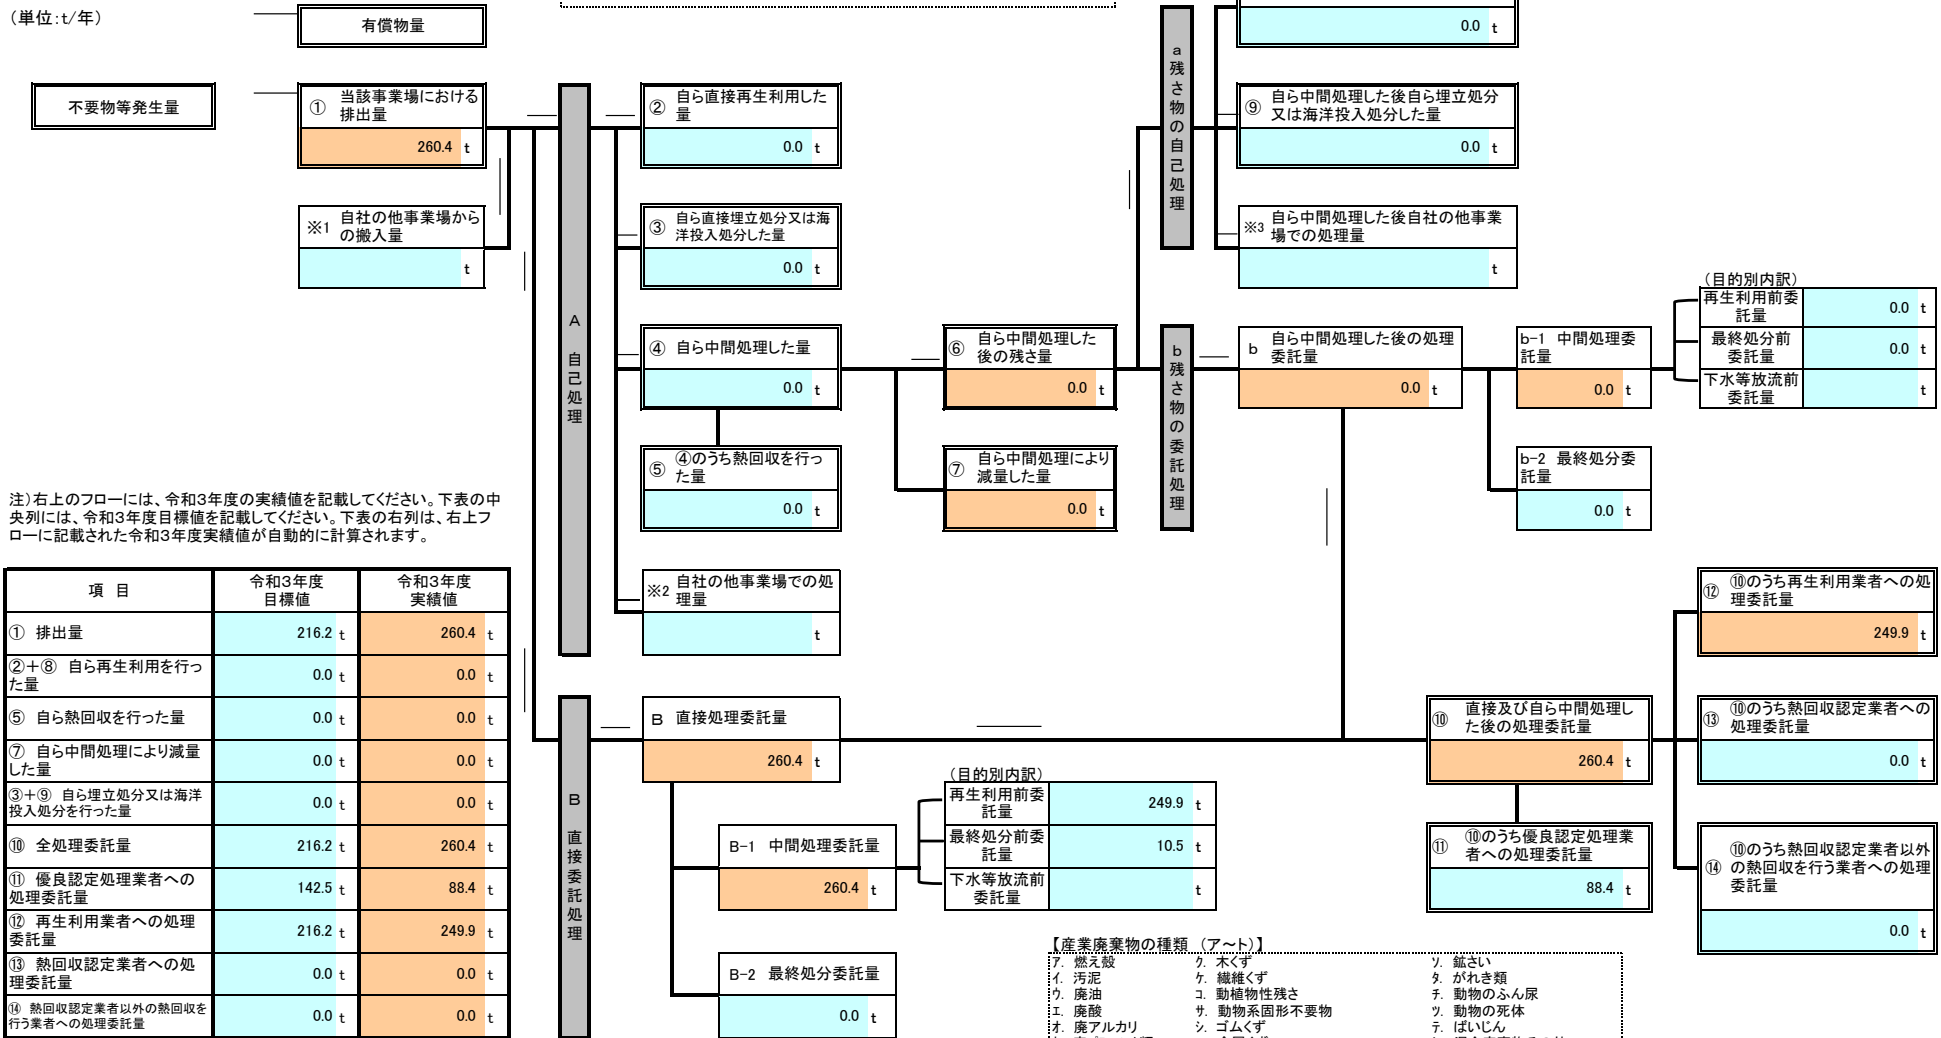 (単位:t/年)
有償物量
0.0 t
不要物等発生量
① 当該事業場における
排出量
260.4 t
※1 自社の他事業場から
の搬入量
t
A 自己処理
② 自ら直接再生利用した
量
0.0 t
③ 自ら直接埋立処分又は海
洋投入処分した量
0.0 t
④ 自ら中間処理した量
0.0 t
⑤ ④のうち熱回収を行っ
た量
0.0 t
※2 自社の他事業場での処
理量
t
⑥ 自ら中間処理した
後の残さ量
0.0 t
⑦ 自ら中間処理により
減量した量
0.0 t
a残さ物の自己処理
⑨ 自ら中間処理した後自ら埋立処分
又は海洋投入処分した量
0.0 t
※3 自ら中間処理した後自社の他事業
場での処理量
t
b残さ物の委託処理
b 自ら中間処理した後の処理
委託量
0.0 t
b-1 中間処理委
託量
0.0 t
b-2 最終処分委
託量
0.0 t
(目的別内訳)
再生利用前委
託量
0.0 t
最終処分前
委託量
0.0 t
下水等放流前
委託量
t
注)右上のフローには、令和3年度の実績値を記載してください。下表の中
央列には、令和3年度目標値を記載してください。下表の右列は、右上フ
ローに記載された令和3年度実績値が自動的に計算されます。
項 目
令和3年度
目標値
令和3年度
実績値
① 排出量
216.2 t 260.4 t
②+⑧ 自ら再生利用を行っ
た量
0.0 t 0.0 t
⑤ 自ら熱回収を行った量
0.0 t 0.0 t
⑦ 自ら中間処理により減量
した量
0.0 t 0.0 t
③+⑨ 自ら埋立処分又は海洋
投入処分を行った量
0.0 t 0.0 t
⑩ 全処理委託量
216.2 t 260.4 t
⑪ 優良認定処理業者への
処理委託量
142.5 t 88.4 t
⑫ 再生利用業者への処理
委託量
216.2 t 249.9 t
⑬ 熱回収認定業者への処
理委託量
0.0 t 0.0 t
⑭ 熱回収認定業者以外の熱回収を
行う業者への処理委託量
0.0 t 0.0 t
B 直接委託処理
B 直接処理委託量
260.4 t
B-1 中間処理委託量
260.4 t
B-2 最終処分委託量
0.0 t
(目的別内訳)
再生利用前委
託量
249.9 t
最終処分前委
託量
10.5 t
下水等放流前
委託量
t
⑩ 直接及び自ら中間処理し
た後の処理委託量
260.4 t
⑪ ⑩のうち優良認定処理業
者への処理委託量
88.4 t
⑫ ⑩のうち再生利用業者への処
理委託量
249.9 t
⑬ ⑩のうち熱回収認定業者への
処理委託量
0.0 t
⑭ ⑩のうち熱回収認定業者以外
の熱回収を行う業者への処理
委託量
0.0 t
【産業廃棄物の種類 (ア~ト)】
ア. 燃え殻 ク. 木くず ソ. 鉱さい
イ. 汚泥 ケ. 繊維くず タ. がれき類
ウ. 廃油 コ. 動植物性残さ チ. 動物のふん尿
エ. 廃酸 サ. 動物系固形不要物 ツ. 動物の死体
オ. 廃アルカリ シ. ゴムくず テ. ばいじん